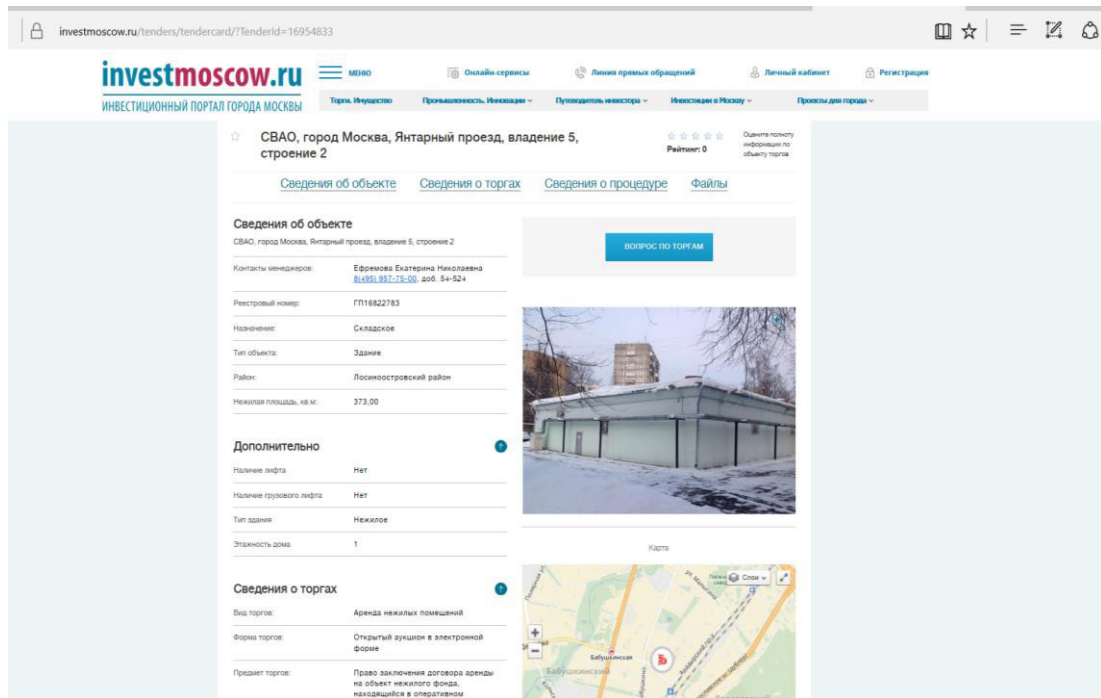 investmoscow.ru/tenders/tendercard/?TenderId=16954833
investmoscow.ru
МЕНЮ
Онлайн-сервисы
Линия прямых обращений
Личный кабинет
Регистрация
ИНВЕСТИЦИОННЫЙ ПОРТАЛ ГОРОДА МОСКВЫ
Торги. Имущество
Промышленность. Инновации
Путеводитель инвестора
Инвестиции в Москву
Проекты для города
СВАО, город Москва, Янтарный проезд, владение 5,
строение 2
Рейтинг: 0
Оцените полноту
информации по
объекту торгов
Сведения об объекте
Сведения о торгах
Сведения о процедуре
Файлы
Сведения об объекте
СВАО, город Москва, Янтарный проезд, владение 5, строение 2
Контакты менеджеров: Ефремова Екатерина Николаевна
8(495) 957-75-00, доб. 54-524
Реестровый номер: ГП16822783
Назначение: Складское
Тип объекта: Здание
Район: Лосиноостровский район
Нежилая площадь, кв.м: 373,00
ВОПРОС ПО ТОРГАМ
Дополнительно
Наличие лифта Нет
Наличие грузового лифта Нет
Тип здания Нежилое
Этажность дома 1
Карта
Слои
Сведения о торгах
Вид торгов: Аренда нежилых помещений
Форма торгов: Открытый аукцион в электронной
форме
Предмет торгов: Право заключения договора аренды
на объект нежилого фонда,
находящийся в оперативном
Бабушкинская
Бабушкинский